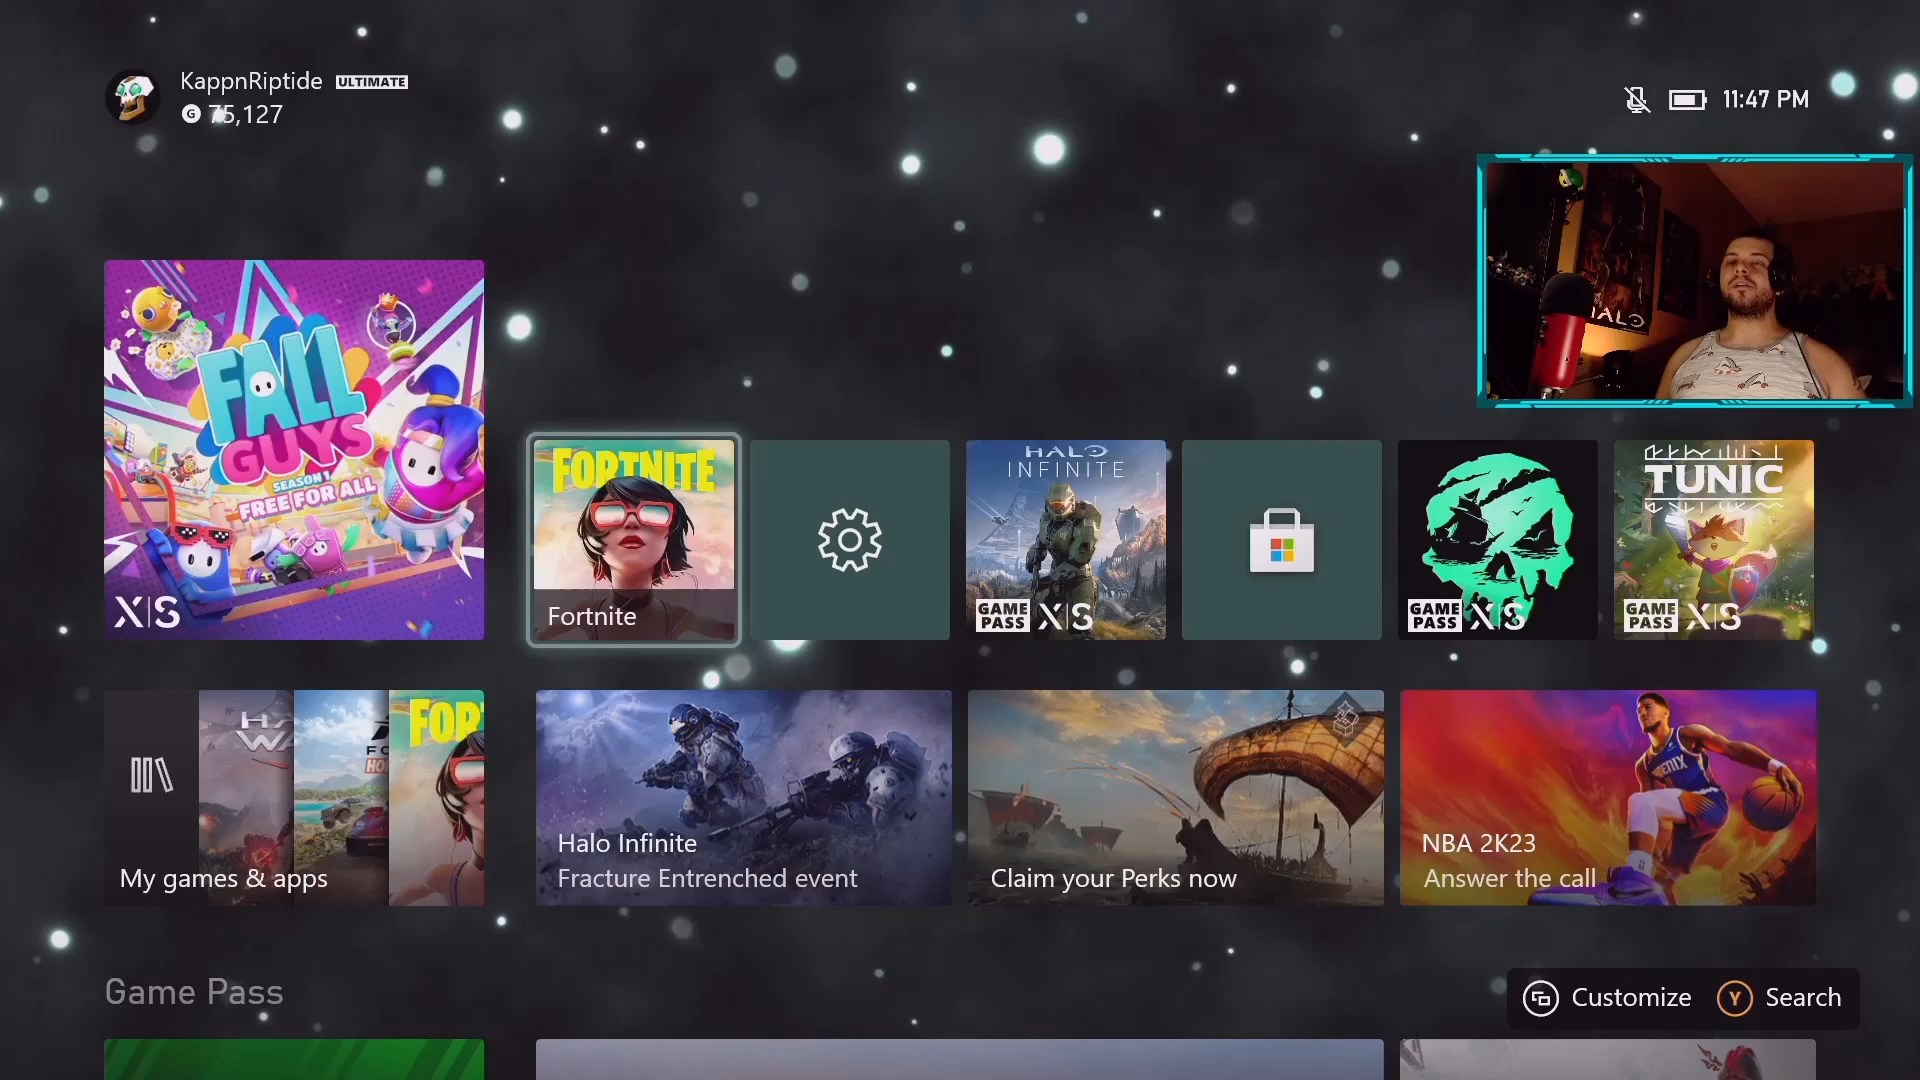 KappnRiptide ULTIMATE
G 75,127
11:47 PM
HALO
FALL
GUYS
SEASON 1
FREE FOR ALL
X|S
FORTNITE
Fortnite
HALO
INFINITE
GAME
PASS
X|S
GAME
PASS
X|S
TUNIC
GAME
PASS
X|S
My games & apps
Halo Infinite
Fracture Entrenched event
Claim your Perks now
NBA 2K23
Answer the call
Game Pass
Customize
Y Search